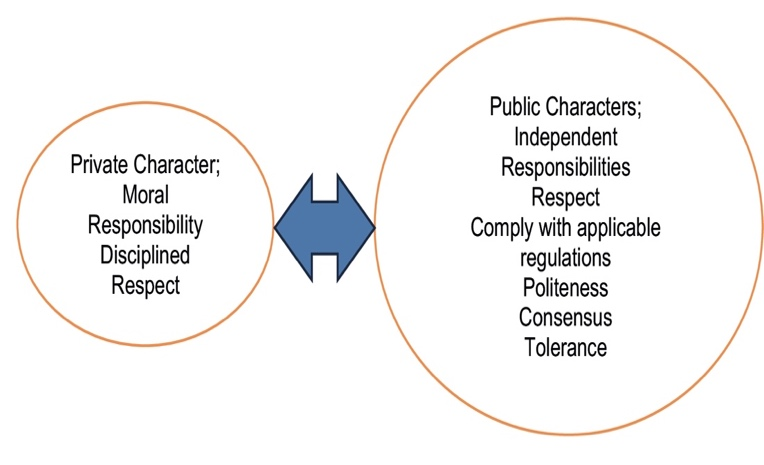 Private Character;
Moral
Responsibility
Disciplined
Respect
Public Characters;
Independent
Responsibilities
Respect
Comply with applicable
regulations
Politeness
Consensus
Tolerance